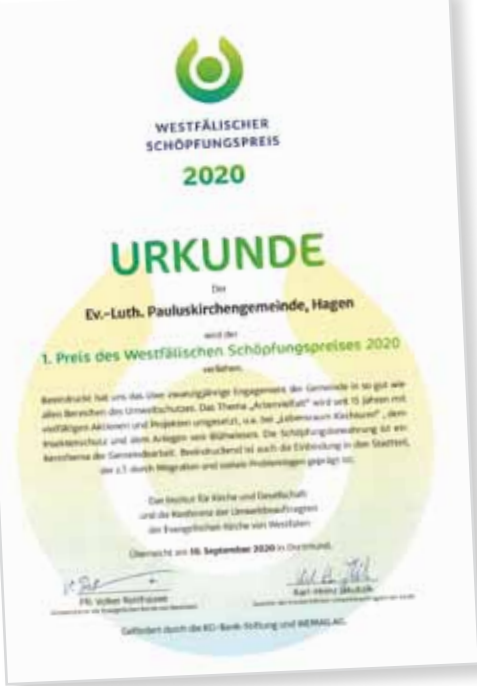 WESTFÄLISCHER
SCHÖPFUNGSPREIS
2020
URKUNDE
Der
Ev.-Luth. Pauluskirchengemeinde, Hagen
wird der
1. Preis des Westfälischen Schöpfungspreises 2020
verliehen.
Beeindruckt hat uns das über zwanzigjährige Engagement der Gemeinde in so gut wie
allen Bereichen des Umweltschutzes. Das Thema „Artenvielfalt" wird seit 15 Jahren mit
vielfältigen Aktionen und Projekten umgesetzt, u.a. bei „Lebensraum Kirchturm", dem
Insektenschutz und dem Anlegen von Blühwiesen. Die Schöpfungsbewahrung ist ein
Kernthema der Gemeindearbeit. Beeindruckend ist auch die Einbindung in den Stadtteil,
der z.T. durch Migration und soziale Problemlagen geprägt ist.
Das Institut für Kirche und Gesellschaft
und die Konferenz der Umweltbeauftragten
der Evangelischen Kirche von Westfalen
Überreicht am 10. September 2020 in Dortmund.
Pfr. Volker Rotthauwe
Karl-Heinz
Gefördert durch die KD-Bank-Stiftung und WEMAG AG.